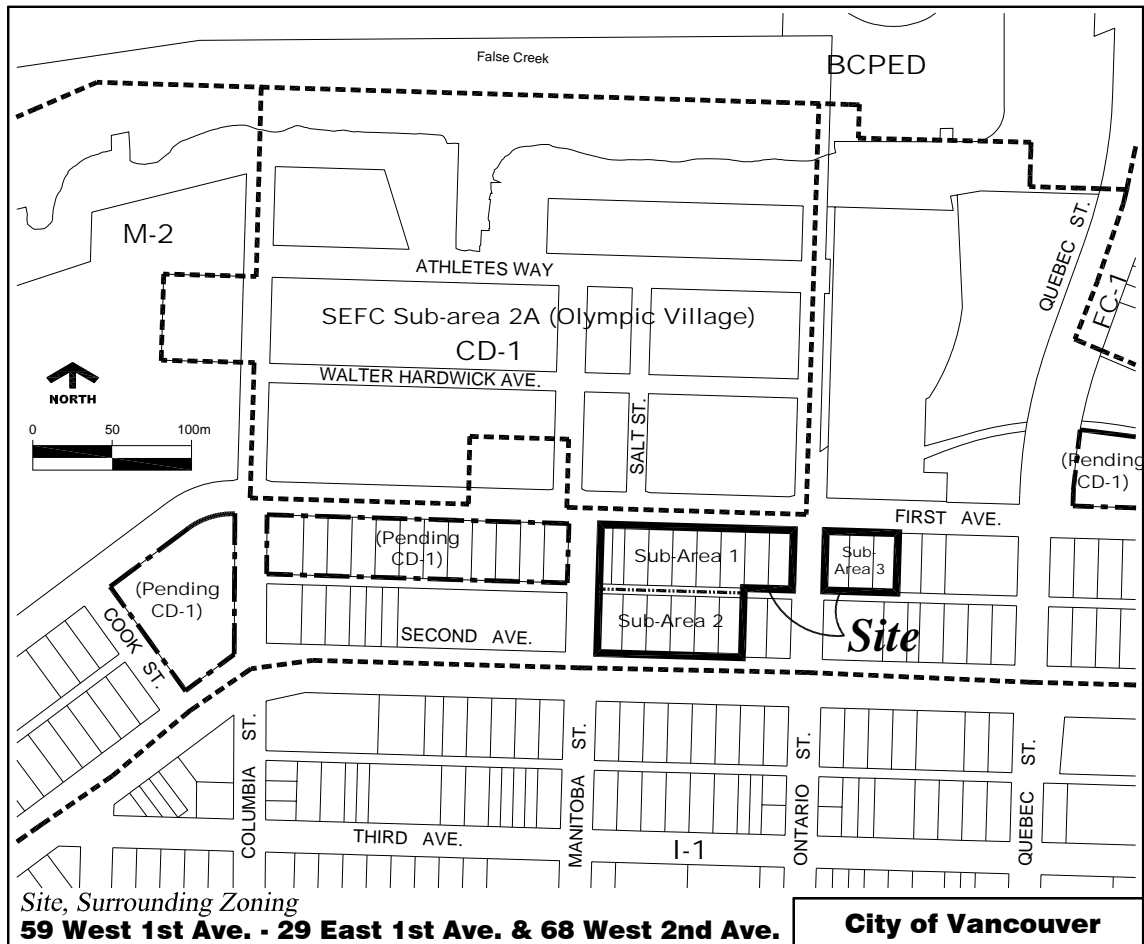 False Creek
BCPED
M-2
QUEBEC ST.
FC-1
ATHLETES WAY
SEFC Sub-area 2A (Olympic Village)
CD-1
WALTER HARDWICK AVE.
NORTH
0 50 100m
SALT ST.
(Pending
CD-1)
FIRST AVE.
(Pending
CD-1)
Sub-Area 1
Sub-
Area 3
(Pending
CD-1)
COOK ST.
Sub-Area 2
SECOND AVE.
Site
COLUMBIA ST.
MANITOBA ST.
ONTARIO ST.
QUEBEC ST.
THIRD AVE.
I-1
Site, Surrounding Zoning
59 West 1st Ave. - 29 East 1st Ave. & 68 West 2nd Ave.
City of Vancouver